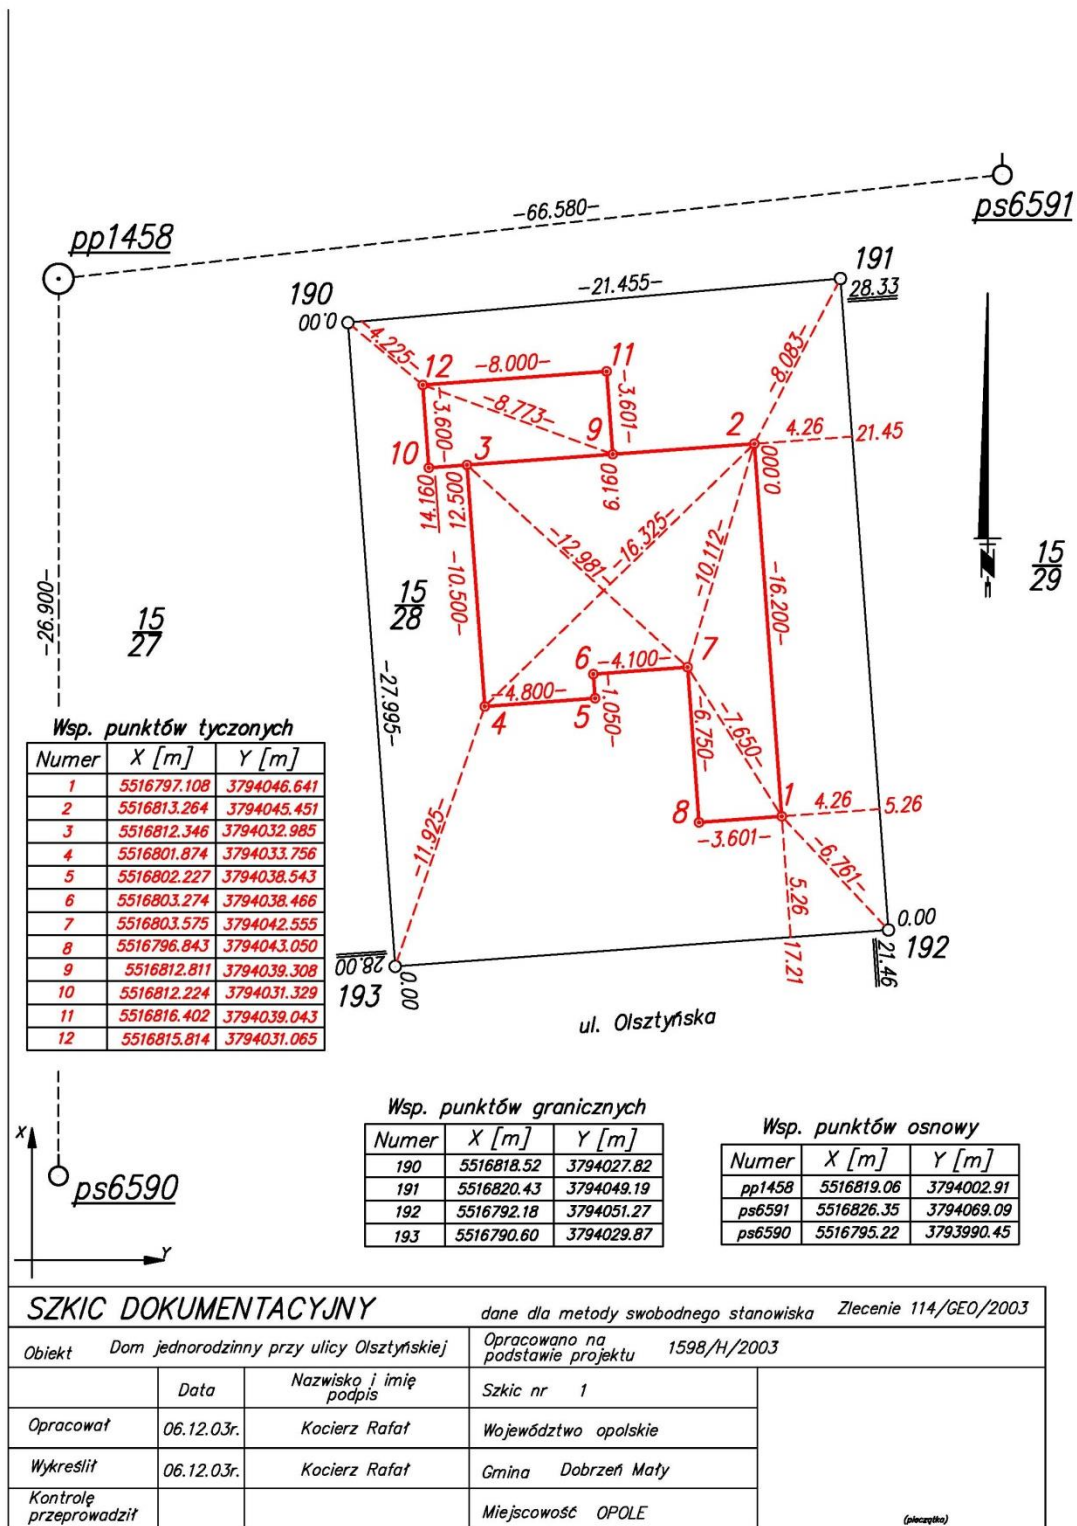 -66.580-
ps6591
pp1458
191
28.33
-21.455-
190
0.00
-4.225-
12
-8.000-
11
-3.601-
-8.083-
-3.600-
-8.773-
9
2
4.26
21.45
10
3
0.000
6.160
12.500
14.160
-16.325-
-12.981-
-10.112-
15
29
-26.900-
15
27
15
28
-10.500-
-16.200-
6
-4.100-
7
-4.800-
4
5
-1.050-
-27.995-
-6.750-
-7.650-
1
4.26
5.26
8
-3.601-
-11.925-
-6.761-
5.26
0.00
192
21.46
17.21
28.00
0.00
193
ul. Olsztyńska
Wsp. punktów tyczonych
Numer X [m] Y [m]
1 5516797.108 3794046.641
2 5516813.264 3794045.451
3 5516812.346 3794032.985
4 5516801.874 3794033.756
5 5516802.227 3794038.543
6 5516803.274 3794038.466
7 5516803.575 3794042.555
8 5516796.843 3794043.050
9 5516812.811 3794039.308
10 5516812.224 3794031.329
11 5516816.402 3794039.043
12 5516815.814 3794031.065
X
Y
ps6590
Wsp. punktów granicznych
Numer X [m] Y [m]
190 5516818.52 3794027.82
191 5516820.43 3794049.19
192 5516792.18 3794051.27
193 5516790.60 3794029.87
Wsp. punktów osnowy
Numer X [m] Y [m]
pp1458 5516819.06 3794002.91
ps6591 5516826.35 3794069.09
ps6590 5516795.22 3793990.45
SZKIC DOKUMENTACYJNY dane dla metody swobodnego stanowiska Zlecenie 114/GEO/2003
Obiekt Dom jednorodzinny przy ulicy Olsztyńskiej
Opracowano na
podstawie projektu 1598/H/2003
Data
Nazwisko i imię
podpis
Szkic nr 1
Opracował 06.12.03r. Kocierz Rafał Województwo opolskie
Wykreślił 06.12.03r. Kocierz Rafał Gmina Dobrzeń Mały
Kontrolę
przeprowadził
Miejscowość OPOLE
(pieczątka)